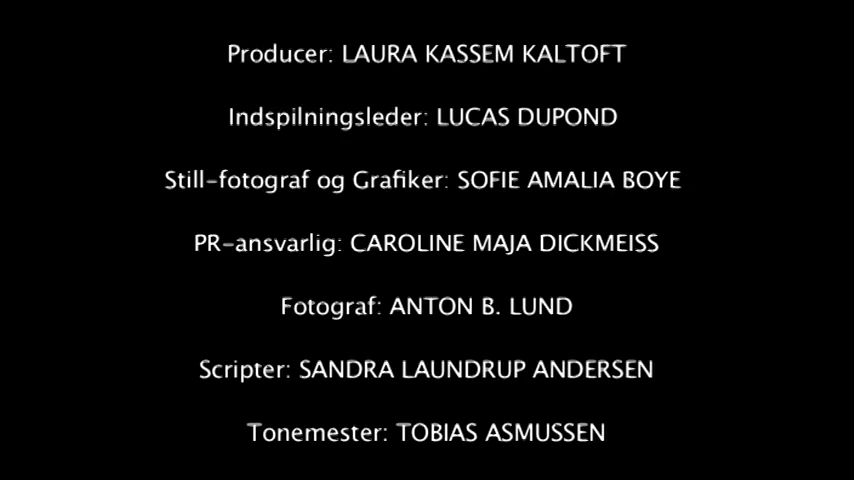 Producer: LAURA KASSEM KALTOFT
Indspilningsleder: LUCAS DUPOND
Still-fotograf og Grafiker: SOFIE AMALIA BOYE
PR-ansvarlig: CAROLINE MAJA DICKMEISS
Fotograf: ANTON B. LUND
Scripter: SANDRA LAUNDRUP ANDERSEN
Tonemester: TOBIAS ASMUSSEN